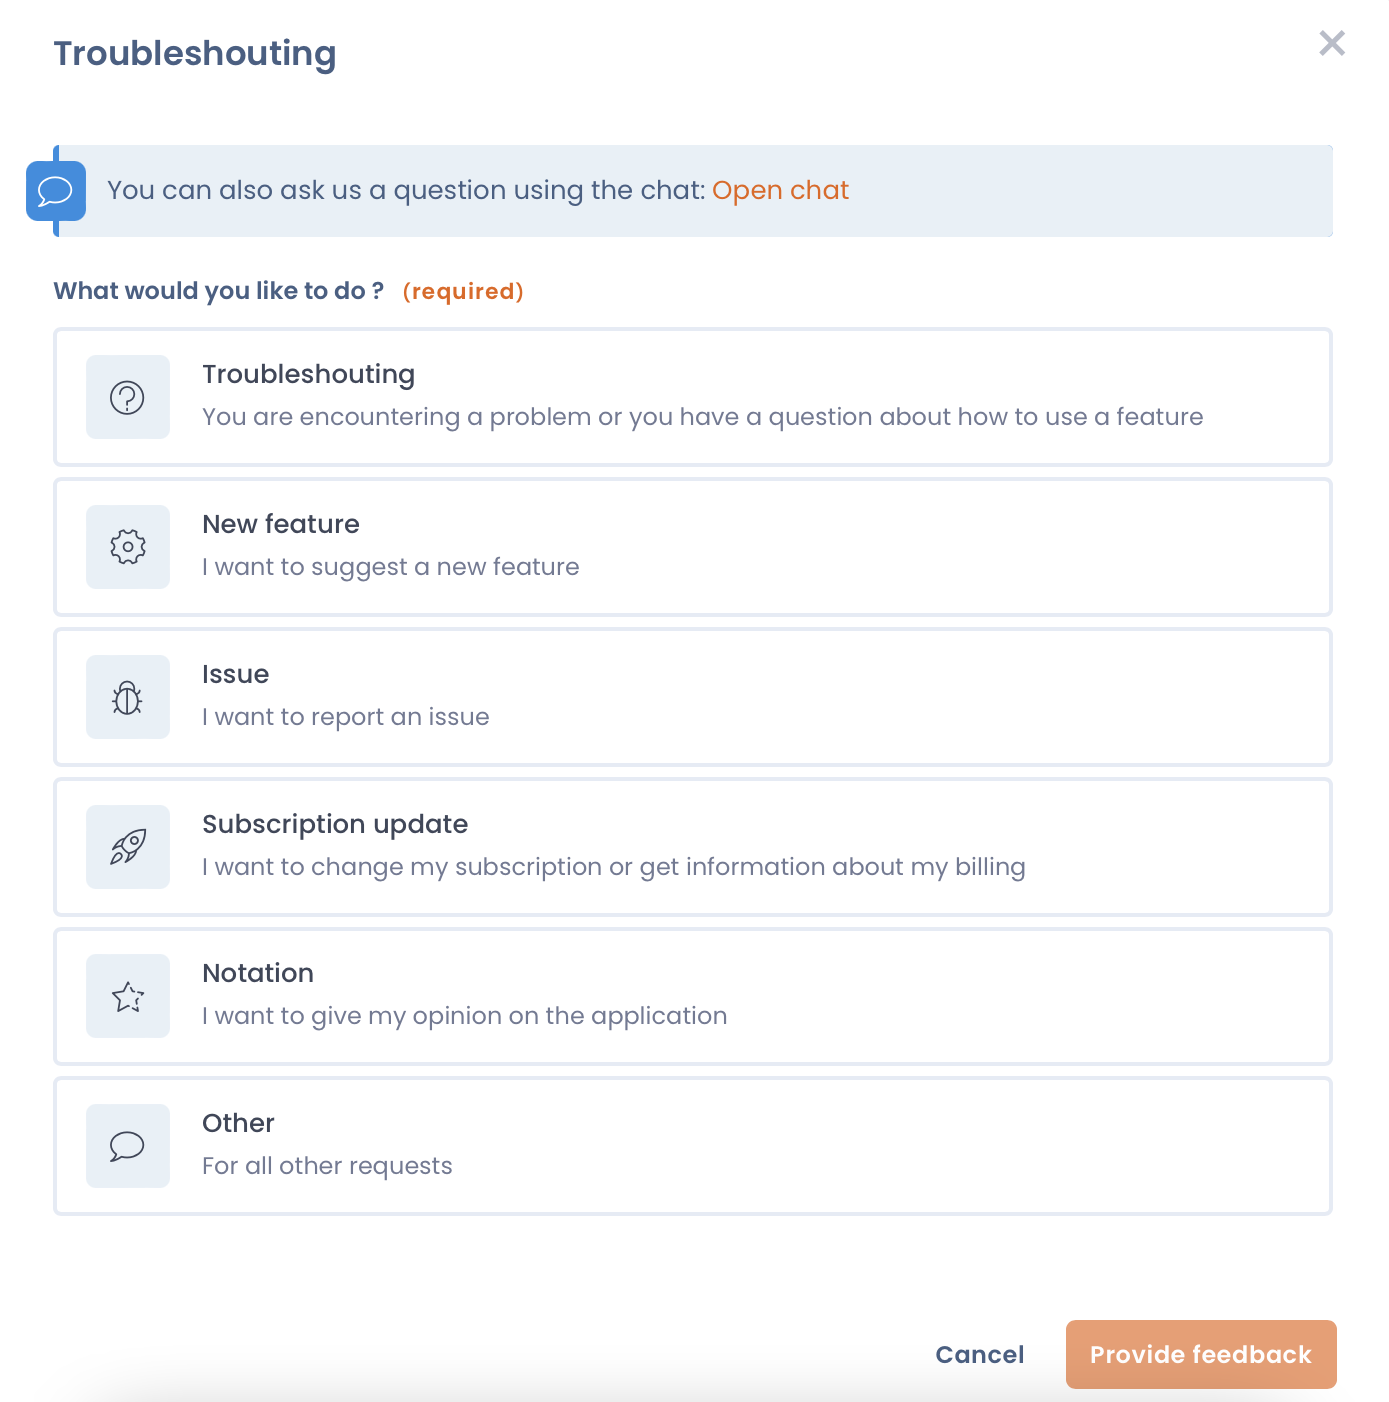 Troubleshouting
You can also ask us a question using the chat: Open chat
What would you like to do ? (required)
Troubleshouting
You are encountering a problem or you have a question about how to use a feature
New feature
I want to suggest a new feature
Issue
I want to report an issue
Subscription update
I want to change my subscription or get information about my billing
Notation
I want to give my opinion on the application
Other
For all other requests
Cancel Provide feedback